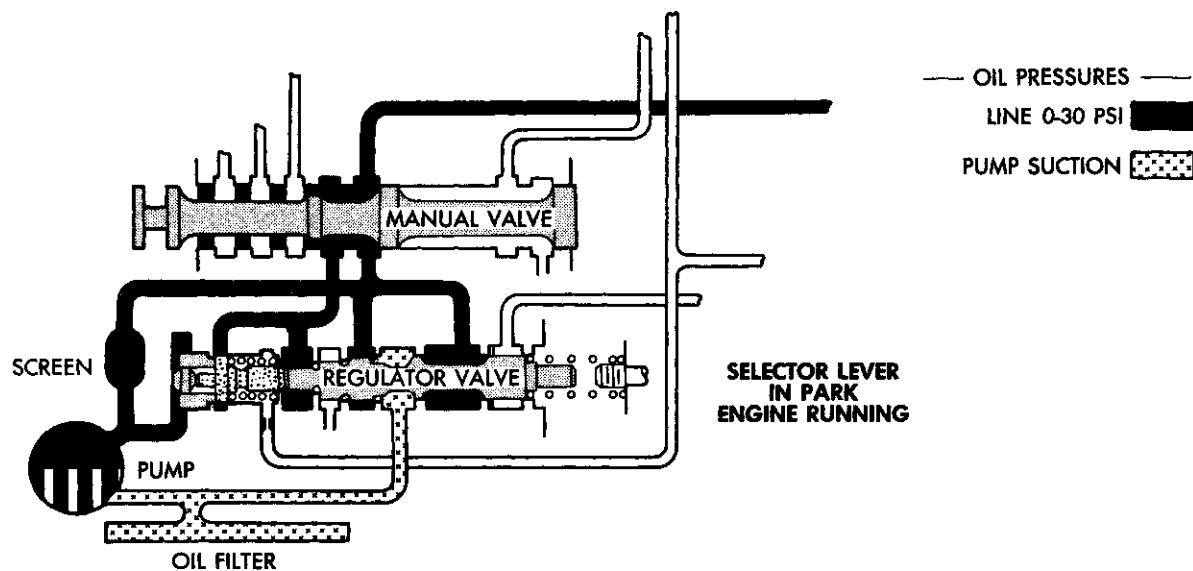 OIL PRESSURES
LINE 0-30 PSI
PUMP SUCTION
MANUAL VALVE
SCREEN
REGULATOR VALVE
SELECTOR LEVER
IN PARK
ENGINE RUNNING
PUMP
OIL FILTER